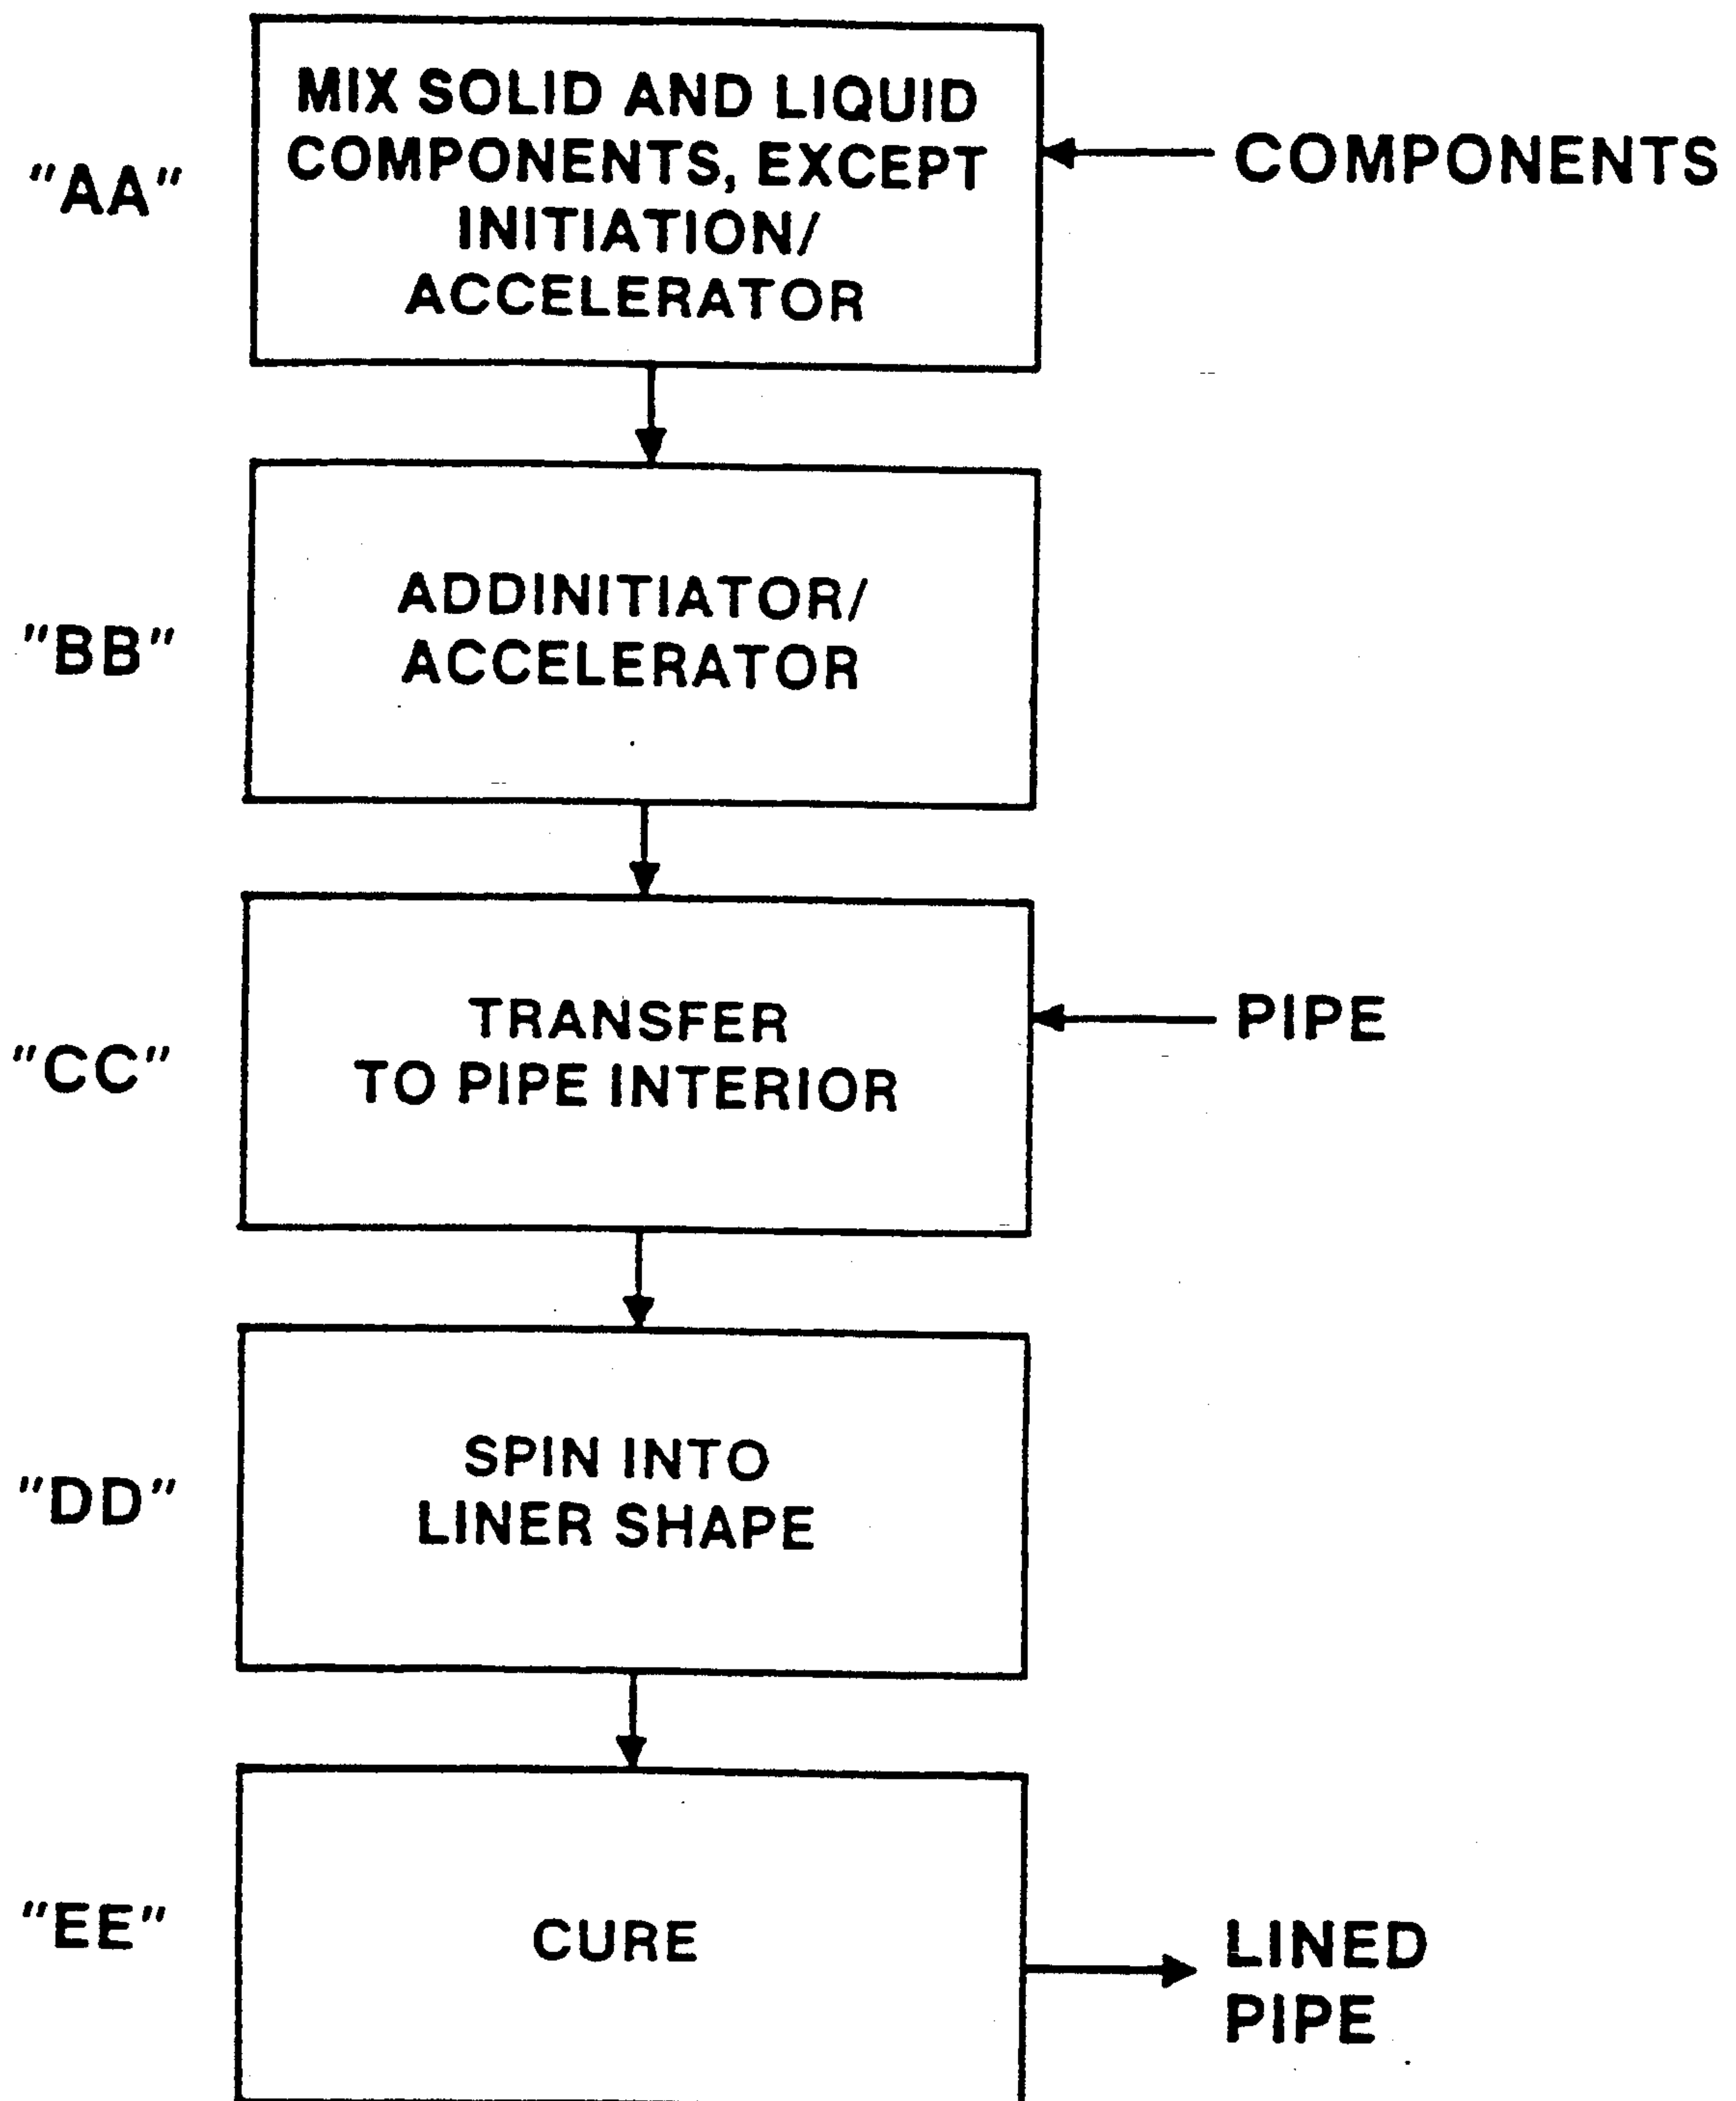 "AA"
MIX SOLID AND LIQUID
COMPONENTS, EXCEPT
INITIATION/
ACCELERATOR
COMPONENTS
"BB"
ADDINITIATOR/
ACCELERATOR
"CC"
TRANSFER
TO PIPE INTERIOR
PIPE
"DD"
SPIN INTO
LINER SHAPE
"EE"
CURE
LINED
PIPE